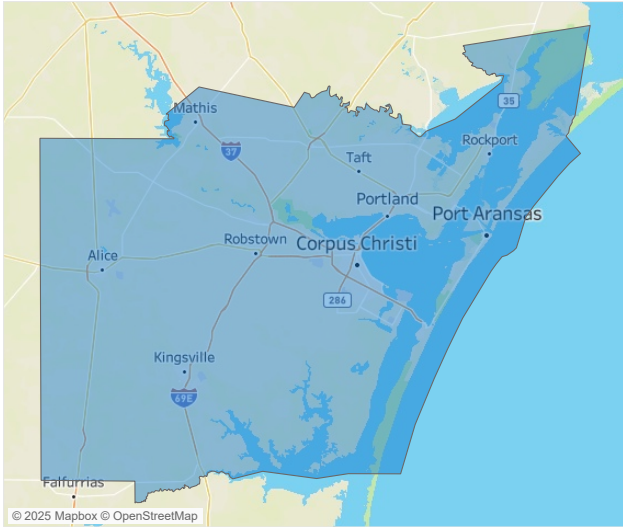 35
Mathis
Rockport
37
Taft
Portland
Port Aransas
Robstown
Corpus Christi
Alice
286
Kingsville
69E
Falfurrias
© 2025 Mapbox © OpenStreetMap